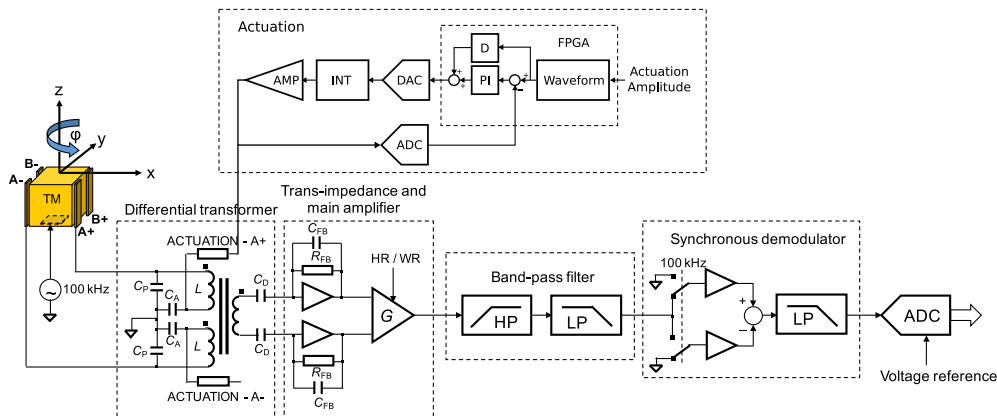 Actuation
FPGA
D
AMP
INT
DAC
PI
Waveform
Actuation
Amplitude
ADC
+
+
-
z
φ
y
x
B-
A-
TM
B+
A+
100 kHz
~
Differential transformer
ACTUATION - A+
C_P
C_A
L
C_D
C_P
C_A
L
C_D
ACTUATION - A-
Trans-impedance and
main amplifier
C_FB
R_FB
HR / WR
G
R_FB
C_FB
Band-pass filter
HP
LP
Synchronous demodulator
100 kHz
+
−
LP
ADC
Voltage reference